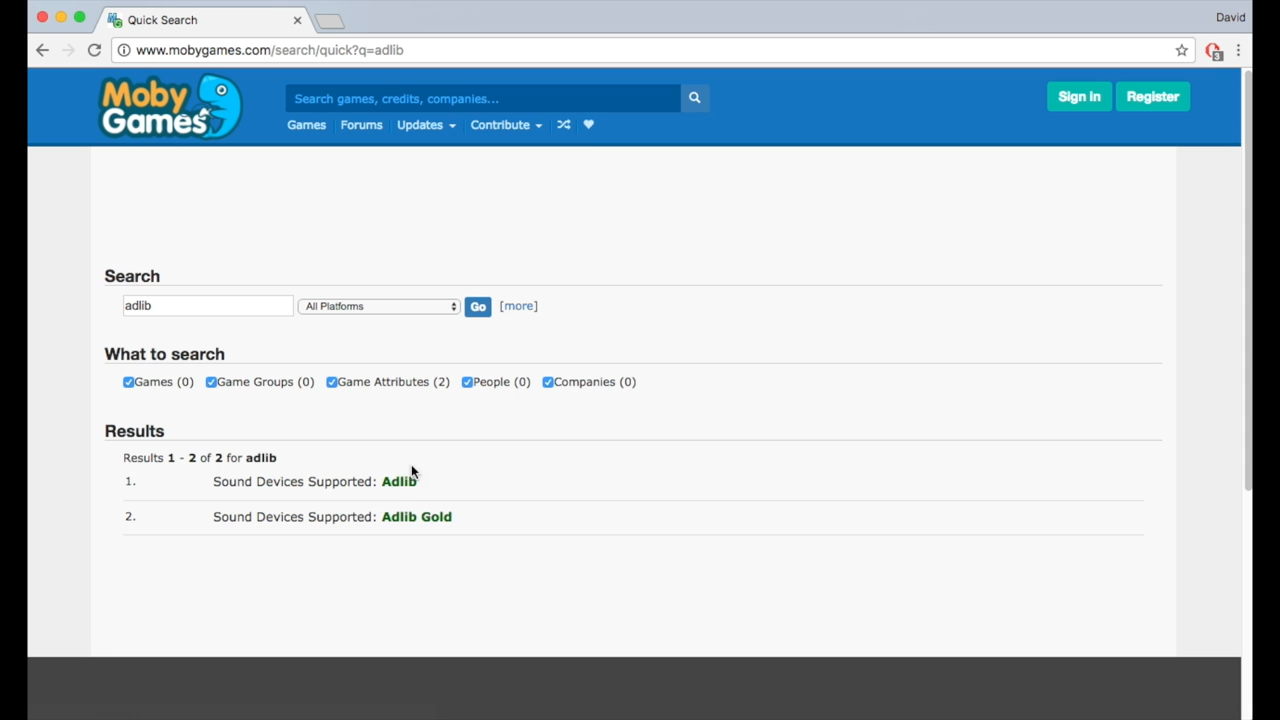 Quick Search
David
www.mobygames.com/search/quick?q=adlib
3
Moby Games
Search games, credits, companies...
Sign In
Register
Games Forums Updates Contribute
Search
adlib All Platforms Go [more]
What to search
Games (0) Game Groups (0) Game Attributes (2) People (0) Companies (0)
Results
Results 1 - 2 of 2 for adlib
1. Sound Devices Supported: Adlib
2. Sound Devices Supported: Adlib Gold